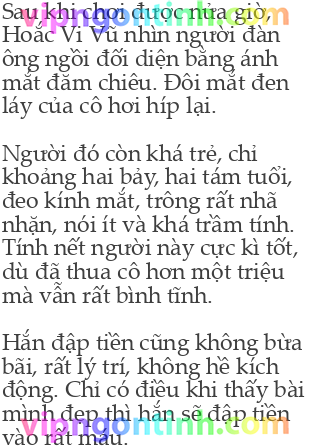 Sau khi chơi được nửa giờ,
Hoắc Vi Vũ nhìn người đàn
ông ngồi đối diện bằng ánh
mắt đăm chiêu. Đôi mắt đen
láy của cô hơi híp lại.
Người đó còn khá trẻ, chỉ
khoảng hai bảy, hai tám tuổi,
đeo kính mắt, trông rất nhã
nhặn, nói ít và khá trầm tính.
Tính nết người này cực kì tốt,
dù đã thua cô hơn một triệu
mà vẫn rất bình tĩnh.
Hắn đập tiền cũng không bừa
bãi, rất lý trí, không hề kích
động. Chỉ có điều khi thấy bài
mình đẹp thì hắn sẽ đập tiền
vào rất mau.
vipngontinh.com
vipngontinh.com
vipngontinh.com